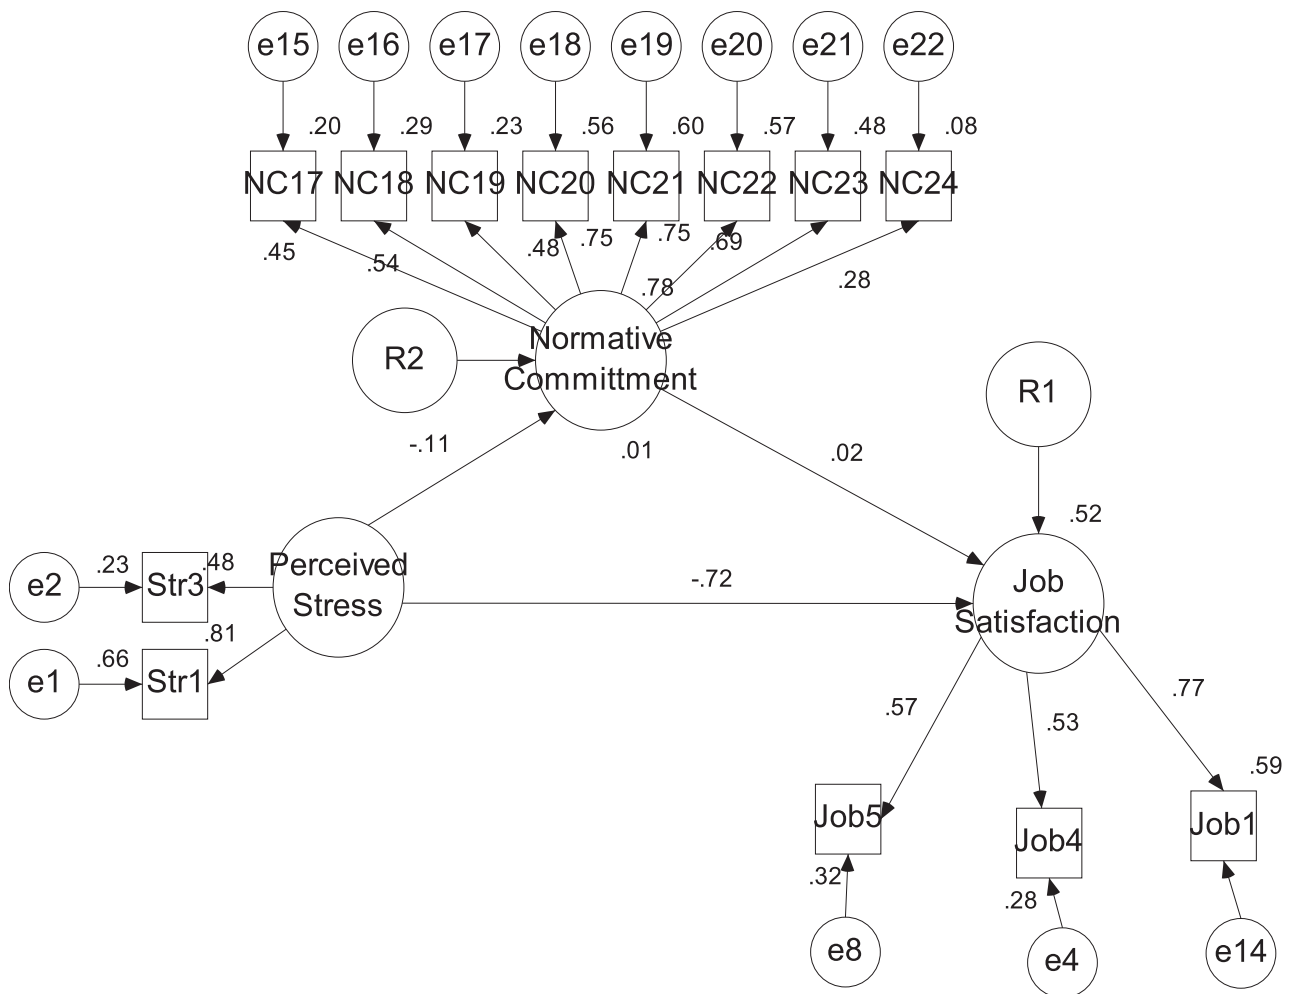 e15 e16 e17 e18 e19 e20 e21 e22
.20 .29 .23 .56 .60 .57 .48 .08
NC17 NC18 NC19 NC20 NC21 NC22 NC23 NC24
.45 .54 .48 .75 .75 .69 .28
.78
R2
Normative
Committment
R1
-.11 .01 .02
.52
e2 .23 Str3 .48
Perceived
Stress
-.72
Job
Satisfaction
e1 .66 Str1 .81
.57 .53 .77
.59
Job5 Job4 Job1
.32 .28
e8 e4 e14